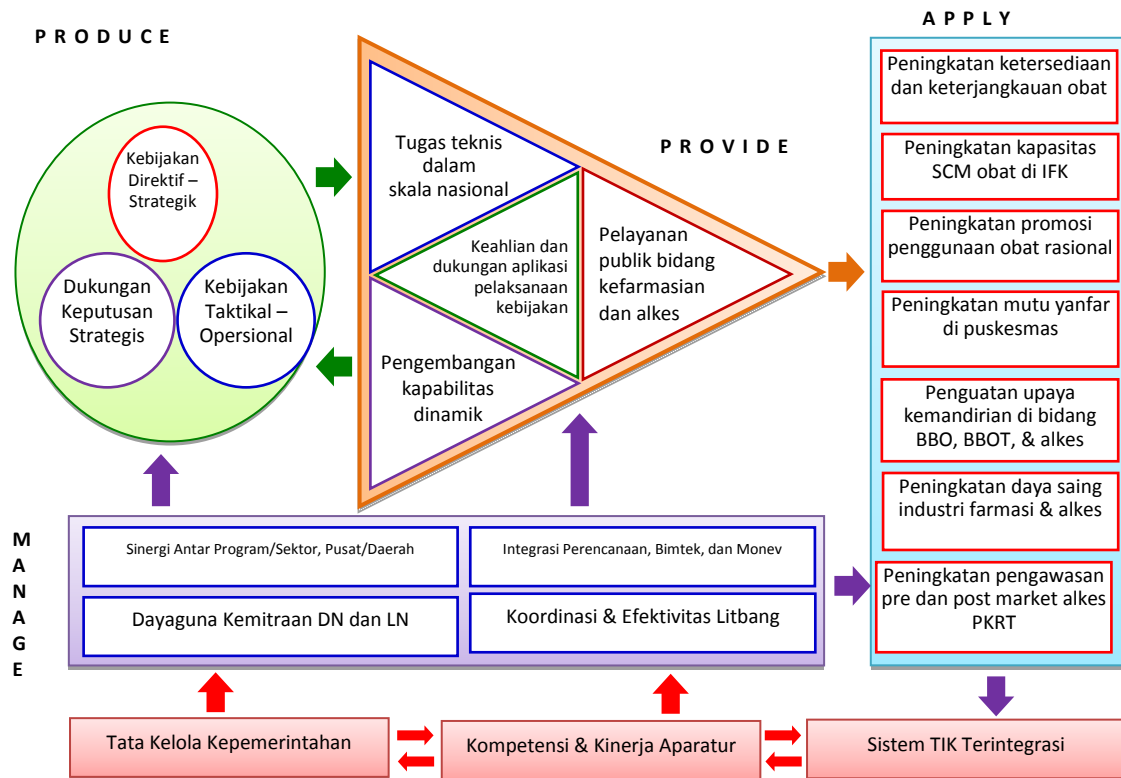 PRODUCE
Kebijakan
Direktif –
Strategik
Dukungan
Keputusan
Strategis
Kebijakan
Taktikal –
Opersional
PROVIDE
Tugas teknis
dalam
skala nasional
Keahlian dan
dukungan aplikasi
pelaksanaan
kebijakan
Pelayanan
publik bidang
kefarmasian
dan alkes
Pengembangan
kapabilitas
dinamik
APPLY
Peningkatan ketersediaan
dan keterjangkauan obat
Peningkatan kapasitas
SCM obat di IFK
Peningkatan promosi
penggunaan obat rasional
Peningkatan mutu yanfar
di puskesmas
Penguatan upaya
kemandirian di bidang
BBO, BBOT, & alkes
Peningkatan daya saing
industri farmasi & alkes
Peningkatan pengawasan
pre dan post market alkes
PKRT
MANAGE
Sinergi Antar Program/Sektor, Pusat/Daerah
Integrasi Perencanaan, Bimtek, dan Monev
Dayaguna Kemitraan DN dan LN
Koordinasi & Efektivitas Litbang
Tata Kelola Kepemerintahan
Kompetensi & Kinerja Aparatur
Sistem TIK Terintegrasi